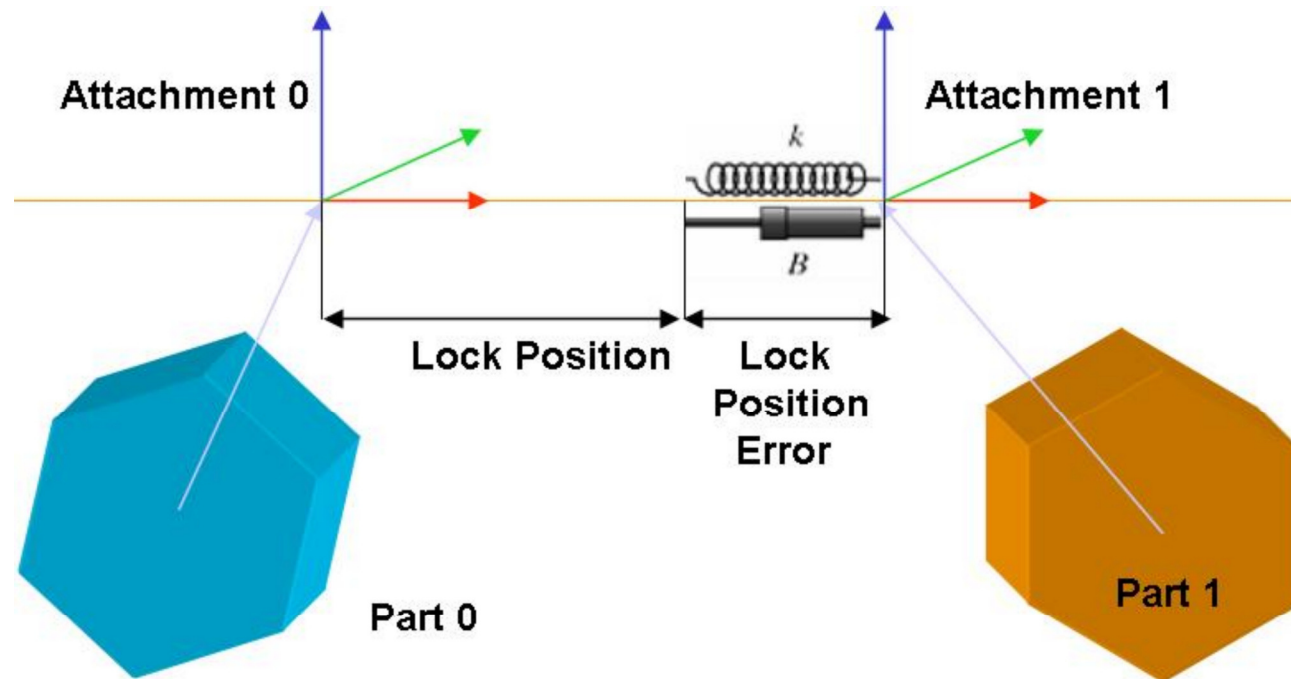 Attachment 0
Attachment 1
k
B
Lock Position
Lock
Position
Error
Part 0
Part 1